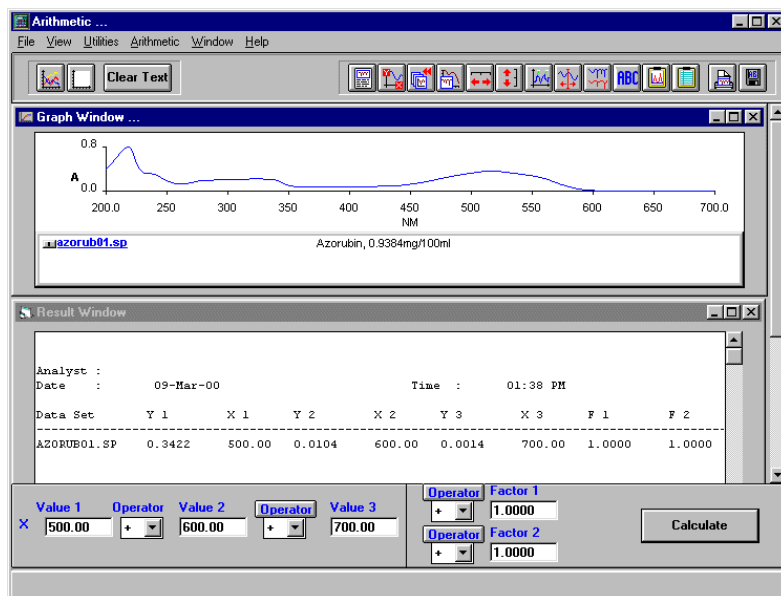 Arithmetic ...
File View Utilities Arithmetic Window Help
Clear Text ABC
Graph Window ...
0.8
A
0.0
200.0 250 300 350 400 450 500 550 600 650 700.0
NM
azorub01.sp Azorubin, 0.9384mg/100ml
Result Window
Analyst :
Date : 09-Mar-00 Time : 01:38 PM
Data Set Y 1 X 1 Y 2 X 2 Y 3 X 3 F 1 F 2
AZORUB01.SP 0.3422 500.00 0.0104 600.00 0.0014 700.00 1.0000 1.0000
Value 1 Operator Value 2 Operator Value 3
X 500.00 + 600.00 + 700.00
Operator Factor 1
+ 1.0000
Operator Factor 2
+ 1.0000
Calculate